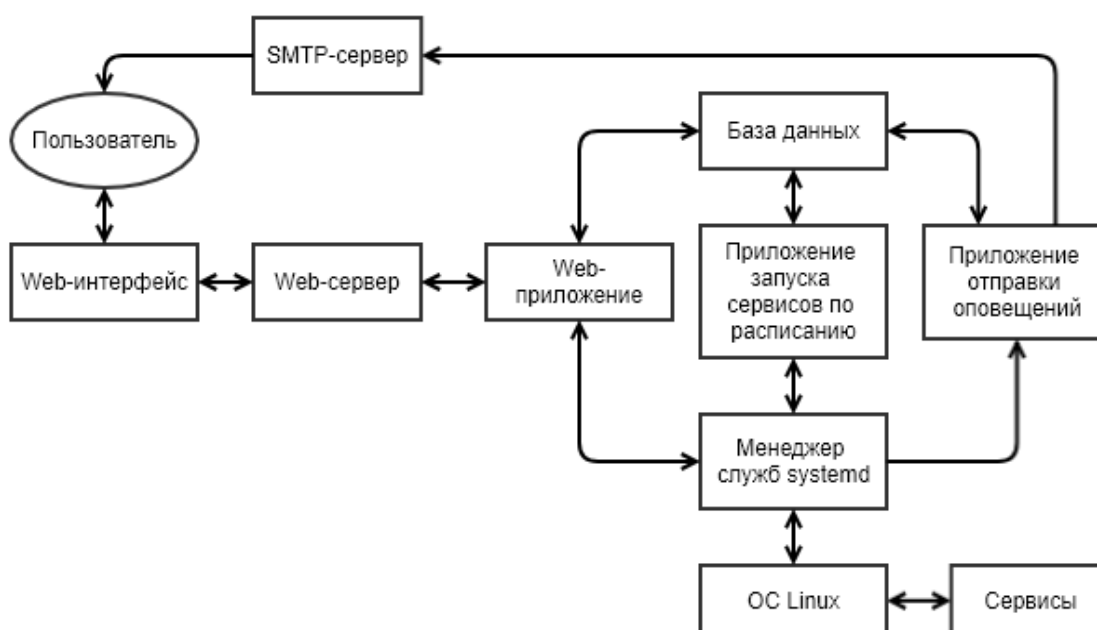 SMTP-сервер
Пользователь
База данных
Web-интерфейс
Web-сервер
Web-
приложение
Приложение
запуска
сервисов по
расписанию
Приложение
отправки
оповещений
Менеджер
служб systemd
ОС Linux
Сервисы